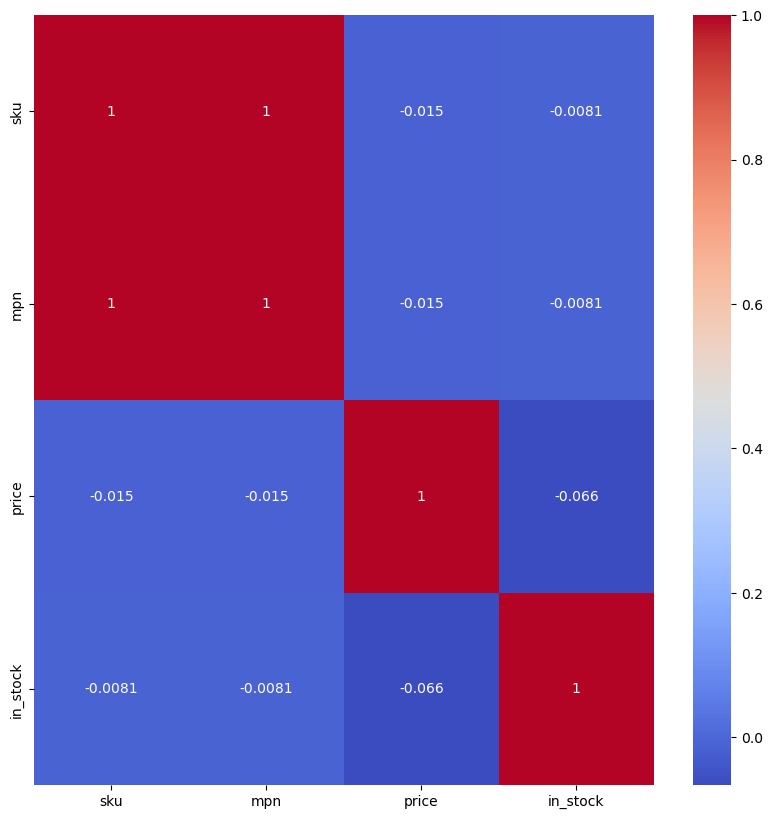 sku 1 1 -0.015 -0.0081
mpn 1 1 -0.015 -0.0081
price -0.015 -0.015 1 -0.066
in_stock -0.0081 -0.0081 -0.066 1
sku mpn price in_stock
1.0
0.8
0.6
0.4
0.2
0.0